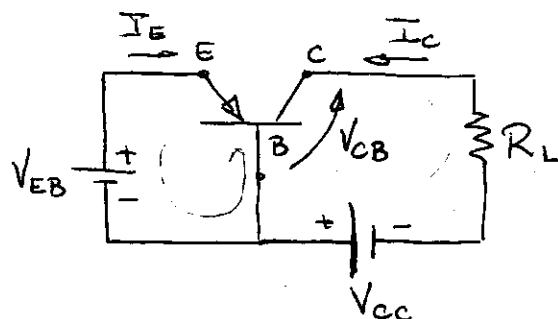 I_E E C I_C
+ B V_CB R_L
V_EB
- + -
V_CC